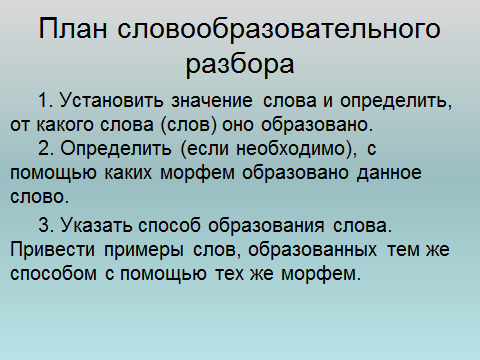 План словообразовательного
разбора
1. Установить значение слова и определить,
от какого слова (слов) оно образовано.
2. Определить (если необходимо), с
помощью каких морфем образовано данное
слово.
3. Указать способ образования слова.
Привести примеры слов, образованных тем же
способом с помощью тех же морфем.